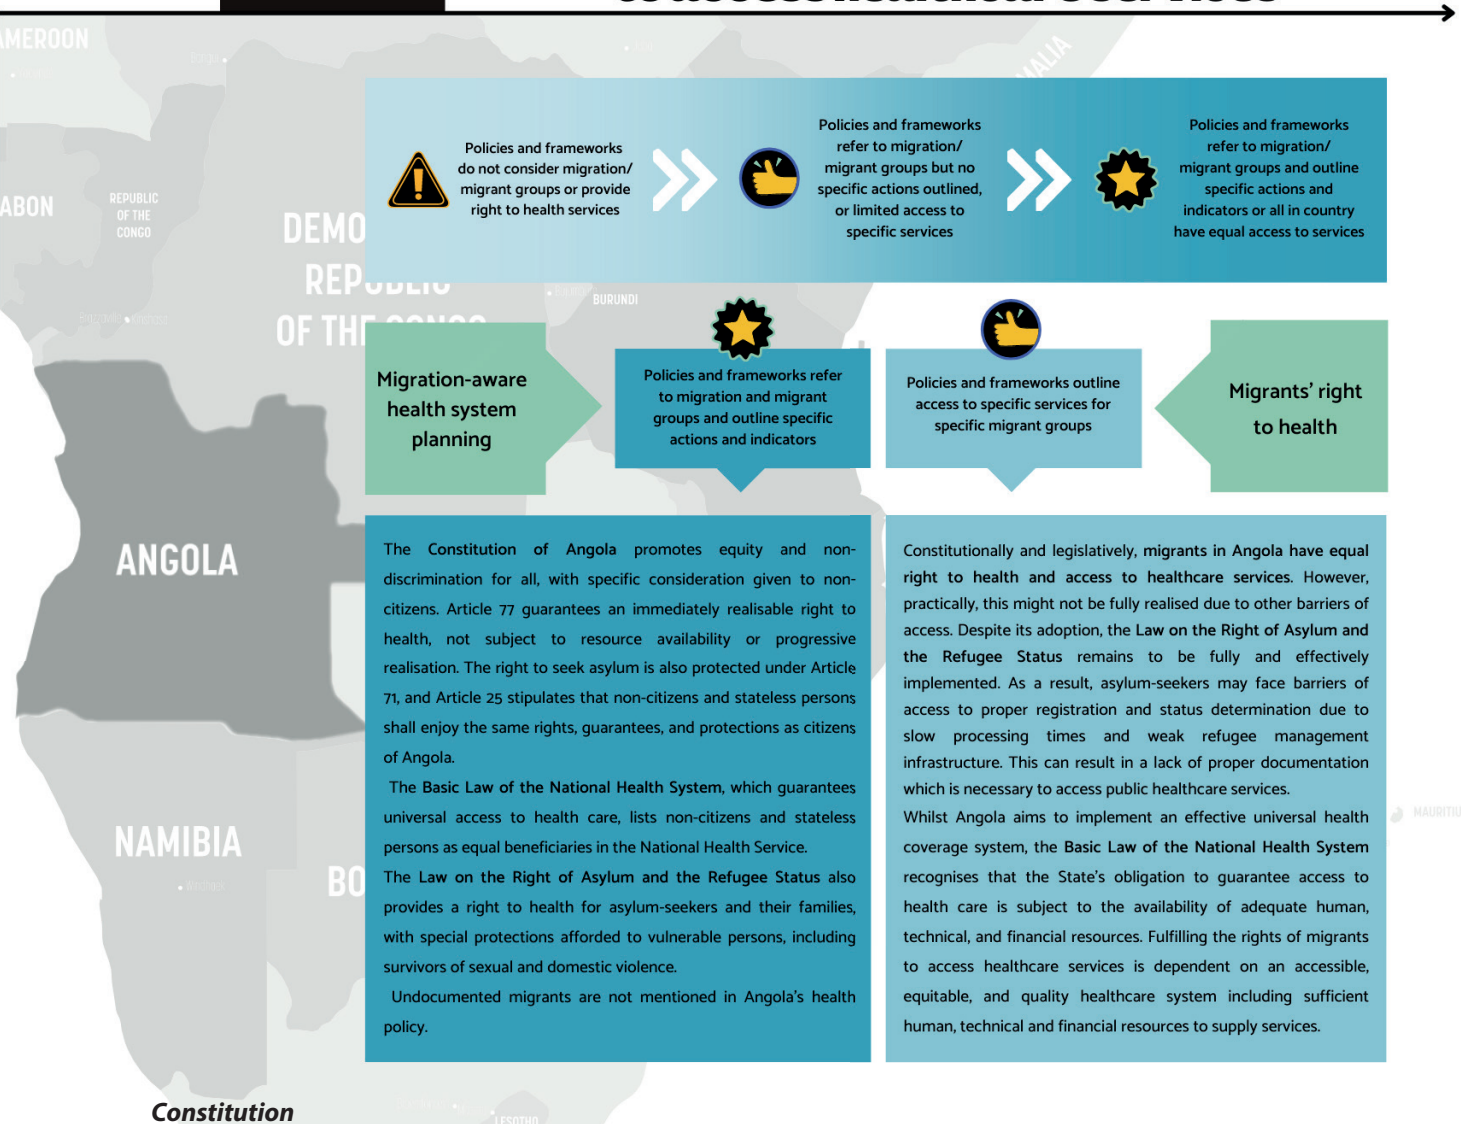 to access healthcare services
AMEROON
MALIA
ABON
REPUBLIC
OF THE
CONGO
DEMO
REPUBLIC
OF THE CONGO
BURUNDI
Policies and frameworks
do not consider migration/
migrant groups or provide
right to health services
Policies and frameworks
refer to migration/
migrant groups but no
specific actions outlined,
or limited access to
specific services
Policies and frameworks
refer to migration/
migrant groups and outline
specific actions and
indicators or all in country
have equal access to services
Migration-aware
health system
planning
Policies and frameworks refer
to migration and migrant
groups and outline specific
actions and indicators
Policies and frameworks outline
access to specific services for
specific migrant groups
Migrants' right
to health
ANGOLA
NAMIBIA
Windhoek
BO
MAURITIU
LESOTHO
The Constitution of Angola promotes equity and non-
discrimination for all, with specific consideration given to non-
citizens. Article 77 guarantees an immediately realisable right to
health, not subject to resource availability or progressive
realisation. The right to seek asylum is also protected under Article
71, and Article 25 stipulates that non-citizens and stateless persons
shall enjoy the same rights, guarantees, and protections as citizens
of Angola.
The Basic Law of the National Health System, which guarantees
universal access to health care, lists non-citizens and stateless
persons as equal beneficiaries in the National Health Service.
The Law on the Right of Asylum and the Refugee Status also
provides a right to health for asylum-seekers and their families,
with special protections afforded to vulnerable persons, including
survivors of sexual and domestic violence.
Undocumented migrants are not mentioned in Angola's health
policy.
Constitutionally and legislatively, migrants in Angola have equal
right to health and access to healthcare services. However,
practically, this might not be fully realised due to other barriers of
access. Despite its adoption, the Law on the Right of Asylum and
the Refugee Status remains to be fully and effectively
implemented. As a result, asylum-seekers may face barriers of
access to proper registration and status determination due to
slow processing times and weak refugee management
infrastructure. This can result in a lack of proper documentation
which is necessary to access public healthcare services.
Whilst Angola aims to implement an effective universal health
coverage system, the Basic Law of the National Health System
recognises that the State's obligation to guarantee access to
health care is subject to the availability of adequate human,
technical, and financial resources. Fulfilling the rights of migrants
to access healthcare services is dependent on an accessible,
equitable, and quality healthcare system including sufficient
human, technical and financial resources to supply services.
Constitution